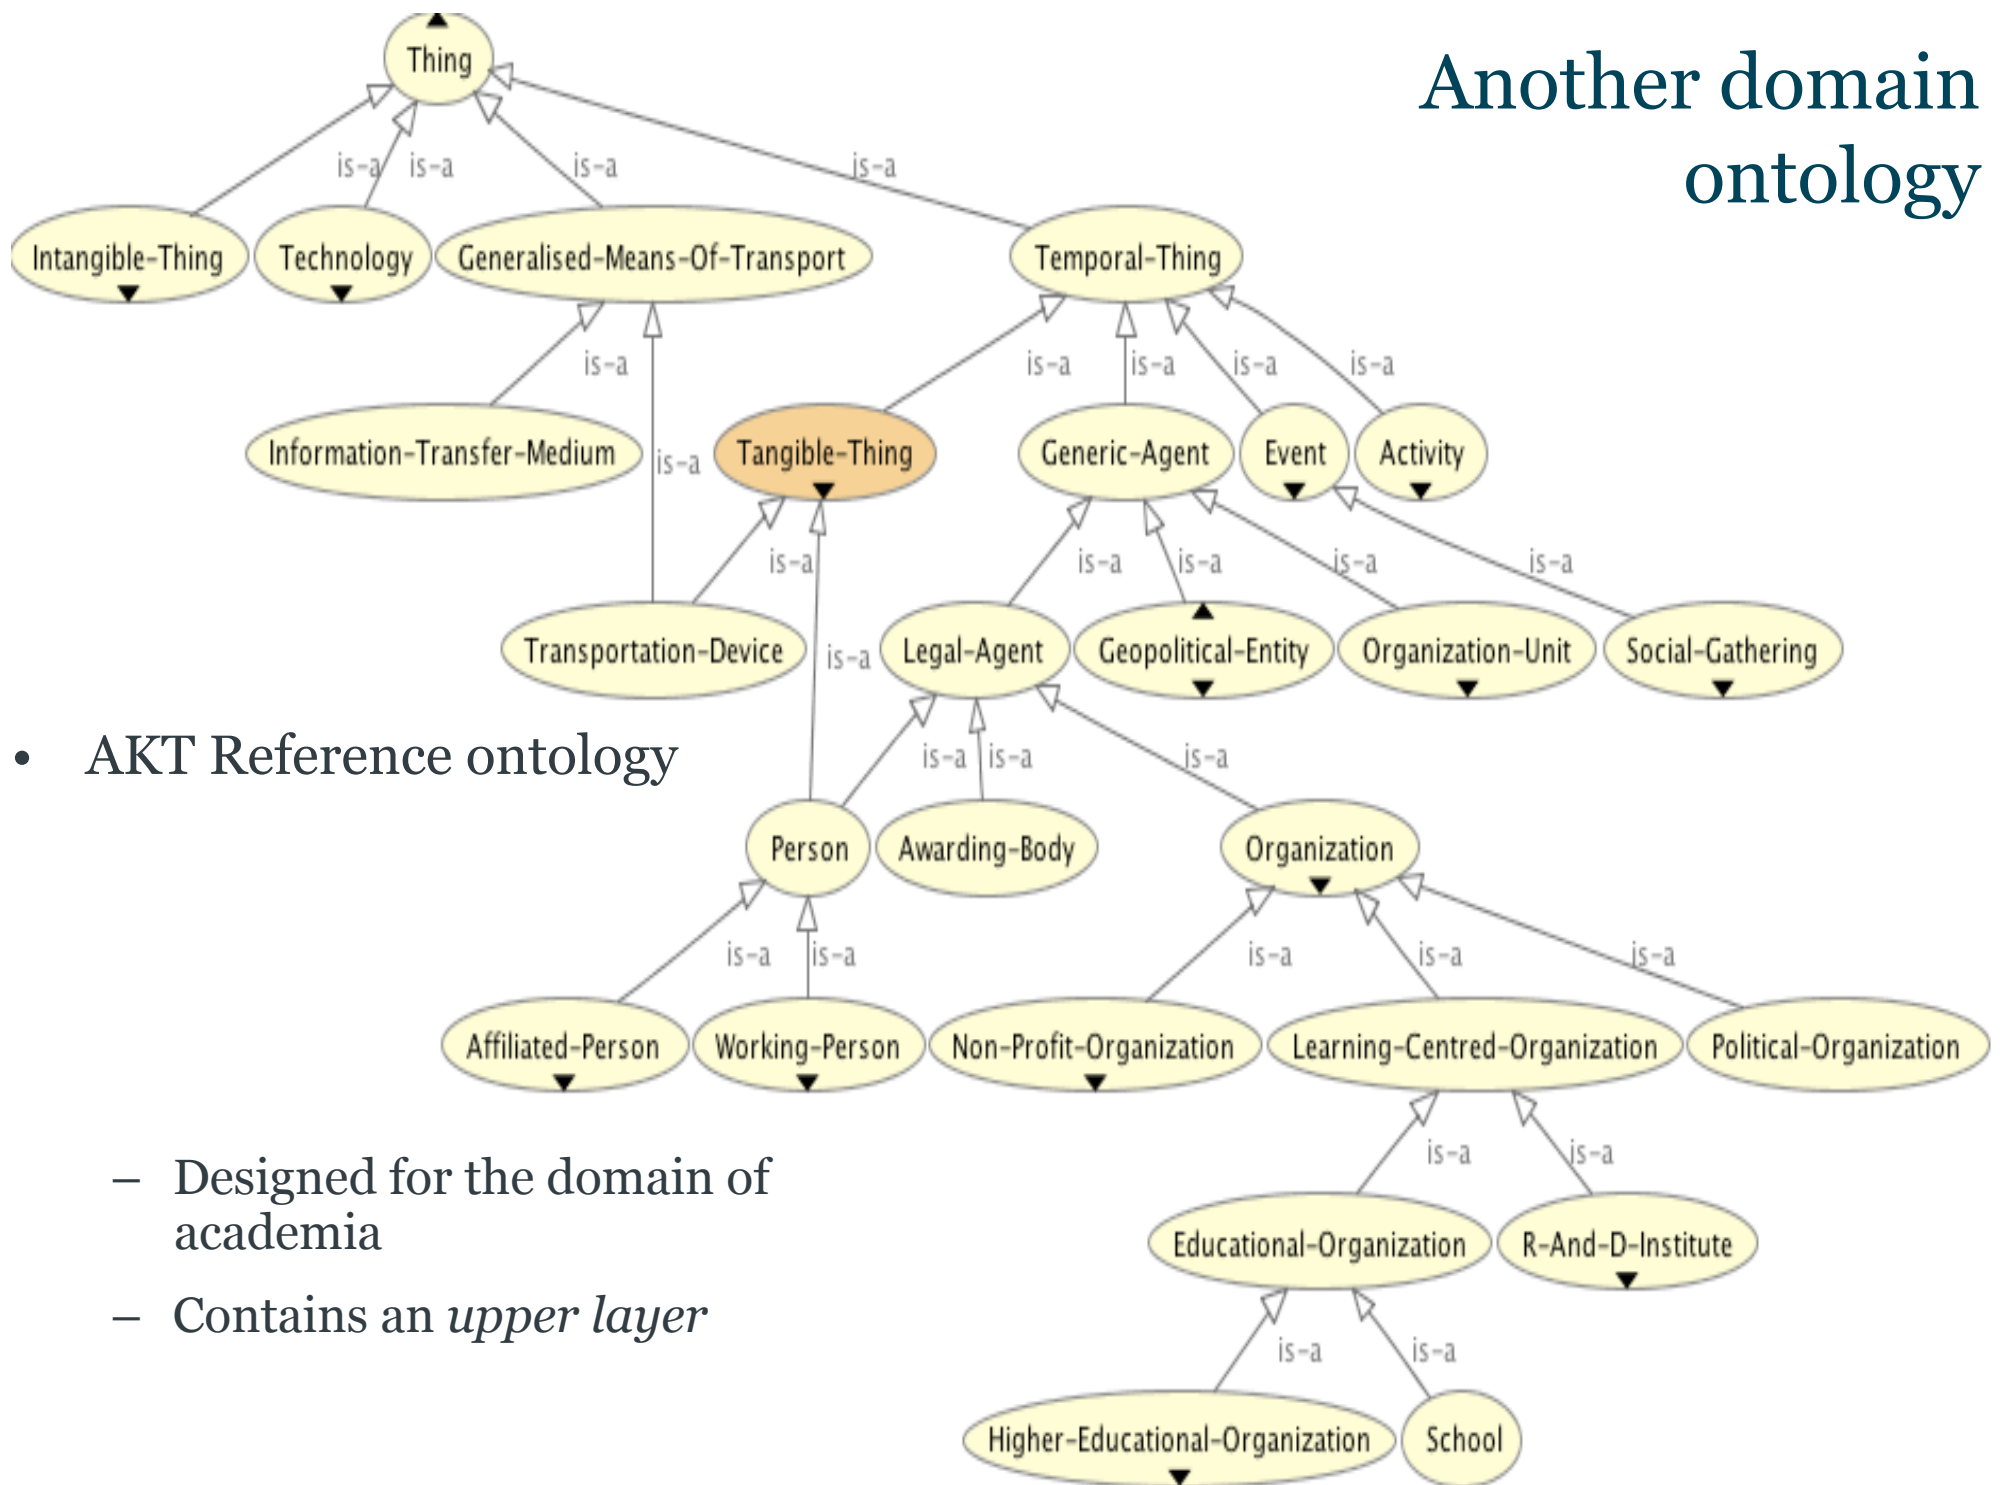 Another domain
ontology
Thing
is-a is-a is-a is-a
Intangible-Thing Technology Generalised-Means-Of-Transport Temporal-Thing
is-a is-a is-a is-a is-a
Information-Transfer-Medium is-a Tangible-Thing Generic-Agent Event Activity
is-a is-a is-a is-a is-a
Transportation-Device is-a Legal-Agent Geopolitical-Entity Organization-Unit Social-Gathering
• AKT Reference ontology
is-a is-a is-a
Person Awarding-Body Organization
is-a is-a is-a is-a is-a
Affiliated-Person Working-Person Non-Profit-Organization Learning-Centred-Organization Political-Organization
is-a is-a
– Designed for the domain of
academia
Educational-Organization R-And-D-Institute
– Contains an upper layer
is-a is-a
Higher-Educational-Organization School